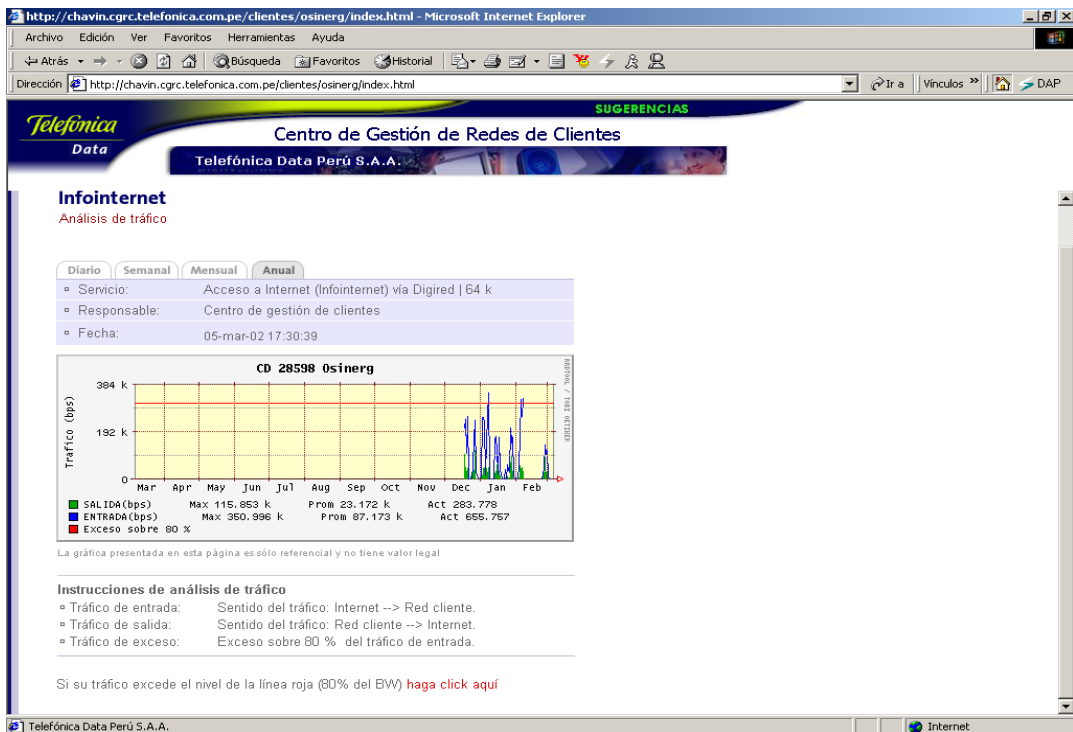 http://chavin.cgrc.telefonica.com.pe/clientes/osinerg/index.html - Microsoft Internet Explorer
Archivo Edición Ver Favoritos Herramientas Ayuda
Atrás Búsqueda Favoritos Historial
Dirección http://chavin.cgrc.telefonica.com.pe/clientes/osinerg/index.html Ir a Vínculos » DAP
SUGERENCIAS
Telefónica
Data
Centro de Gestión de Redes de Clientes
Telefónica Data Perú S.A.A.
Infointernet
Análisis de tráfico
Diario Semanal Mensual Anual
Servicio: Acceso a Internet (Infointernet) vía Digired | 64 k
Responsable: Centro de gestión de clientes
Fecha: 05-mar-02 17:30:39
CD 28598 Osinerg
RRDTOOL / TOBI OETIKER
Trafico (bps)
384 k
192 k
0
Mar Apr May Jun Jul Aug Sep Oct Nov Dec Jan Feb
SALIDA(bps) Max 115.853 k Prom 23.172 k Act 283.778
ENTRADA(bps) Max 350.996 k Prom 87.173 k Act 655.757
Exceso sobre 80 %
La gráfica presentada en esta página es sólo referencial y no tiene valor legal
Instrucciones de análisis de tráfico
Tráfico de entrada: Sentido del tráfico: Internet --> Red cliente.
Tráfico de salida: Sentido del tráfico: Red cliente --> Internet.
Tráfico de exceso: Exceso sobre 80 % del tráfico de entrada.
Si su tráfico excede el nivel de la línea roja (80% del BW) haga click aquí
Telefónica Data Perú S.A.A. Internet